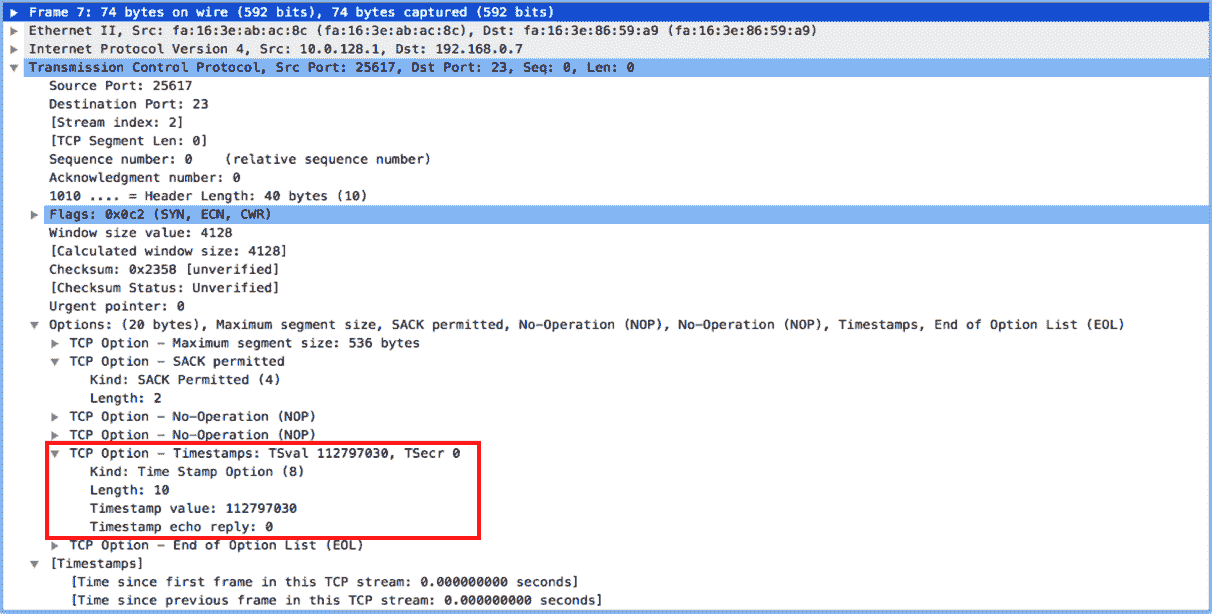 Frame 7: 74 bytes on wire (592 bits), 74 bytes captured (592 bits)
Ethernet II, Src: fa:16:3e:ab:ac:8c (fa:16:3e:ab:ac:8c), Dst: fa:16:3e:86:59:a9 (fa:16:3e:86:59:a9)
Internet Protocol Version 4, Src: 10.0.128.1, Dst: 192.168.0.7
Transmission Control Protocol, Src Port: 25617, Dst Port: 23, Seq: 0, Len: 0
Source Port: 25617
Destination Port: 23
[Stream index: 2]
[TCP Segment Len: 0]
Sequence number: 0    (relative sequence number)
Acknowledgment number: 0
1010 .... = Header Length: 40 bytes (10)
Flags: 0x0c2 (SYN, ECN, CWR)
Window size value: 4128
[Calculated window size: 4128]
Checksum: 0x2358 [unverified]
[Checksum Status: Unverified]
Urgent pointer: 0
Options: (20 bytes), Maximum segment size, SACK permitted, No-Operation (NOP), No-Operation (NOP), Timestamps, End of Option List (EOL)
TCP Option - Maximum segment size: 536 bytes
TCP Option - SACK permitted
Kind: SACK Permitted (4)
Length: 2
TCP Option - No-Operation (NOP)
TCP Option - No-Operation (NOP)
TCP Option - Timestamps: TSval 112797030, TSecr 0
Kind: Time Stamp Option (8)
Length: 10
Timestamp value: 112797030
Timestamp echo reply: 0
TCP Option - End of Option List (EOL)
[Timestamps]
[Time since first frame in this TCP stream: 0.000000000 seconds]
[Time since previous frame in this TCP stream: 0.000000000 seconds]